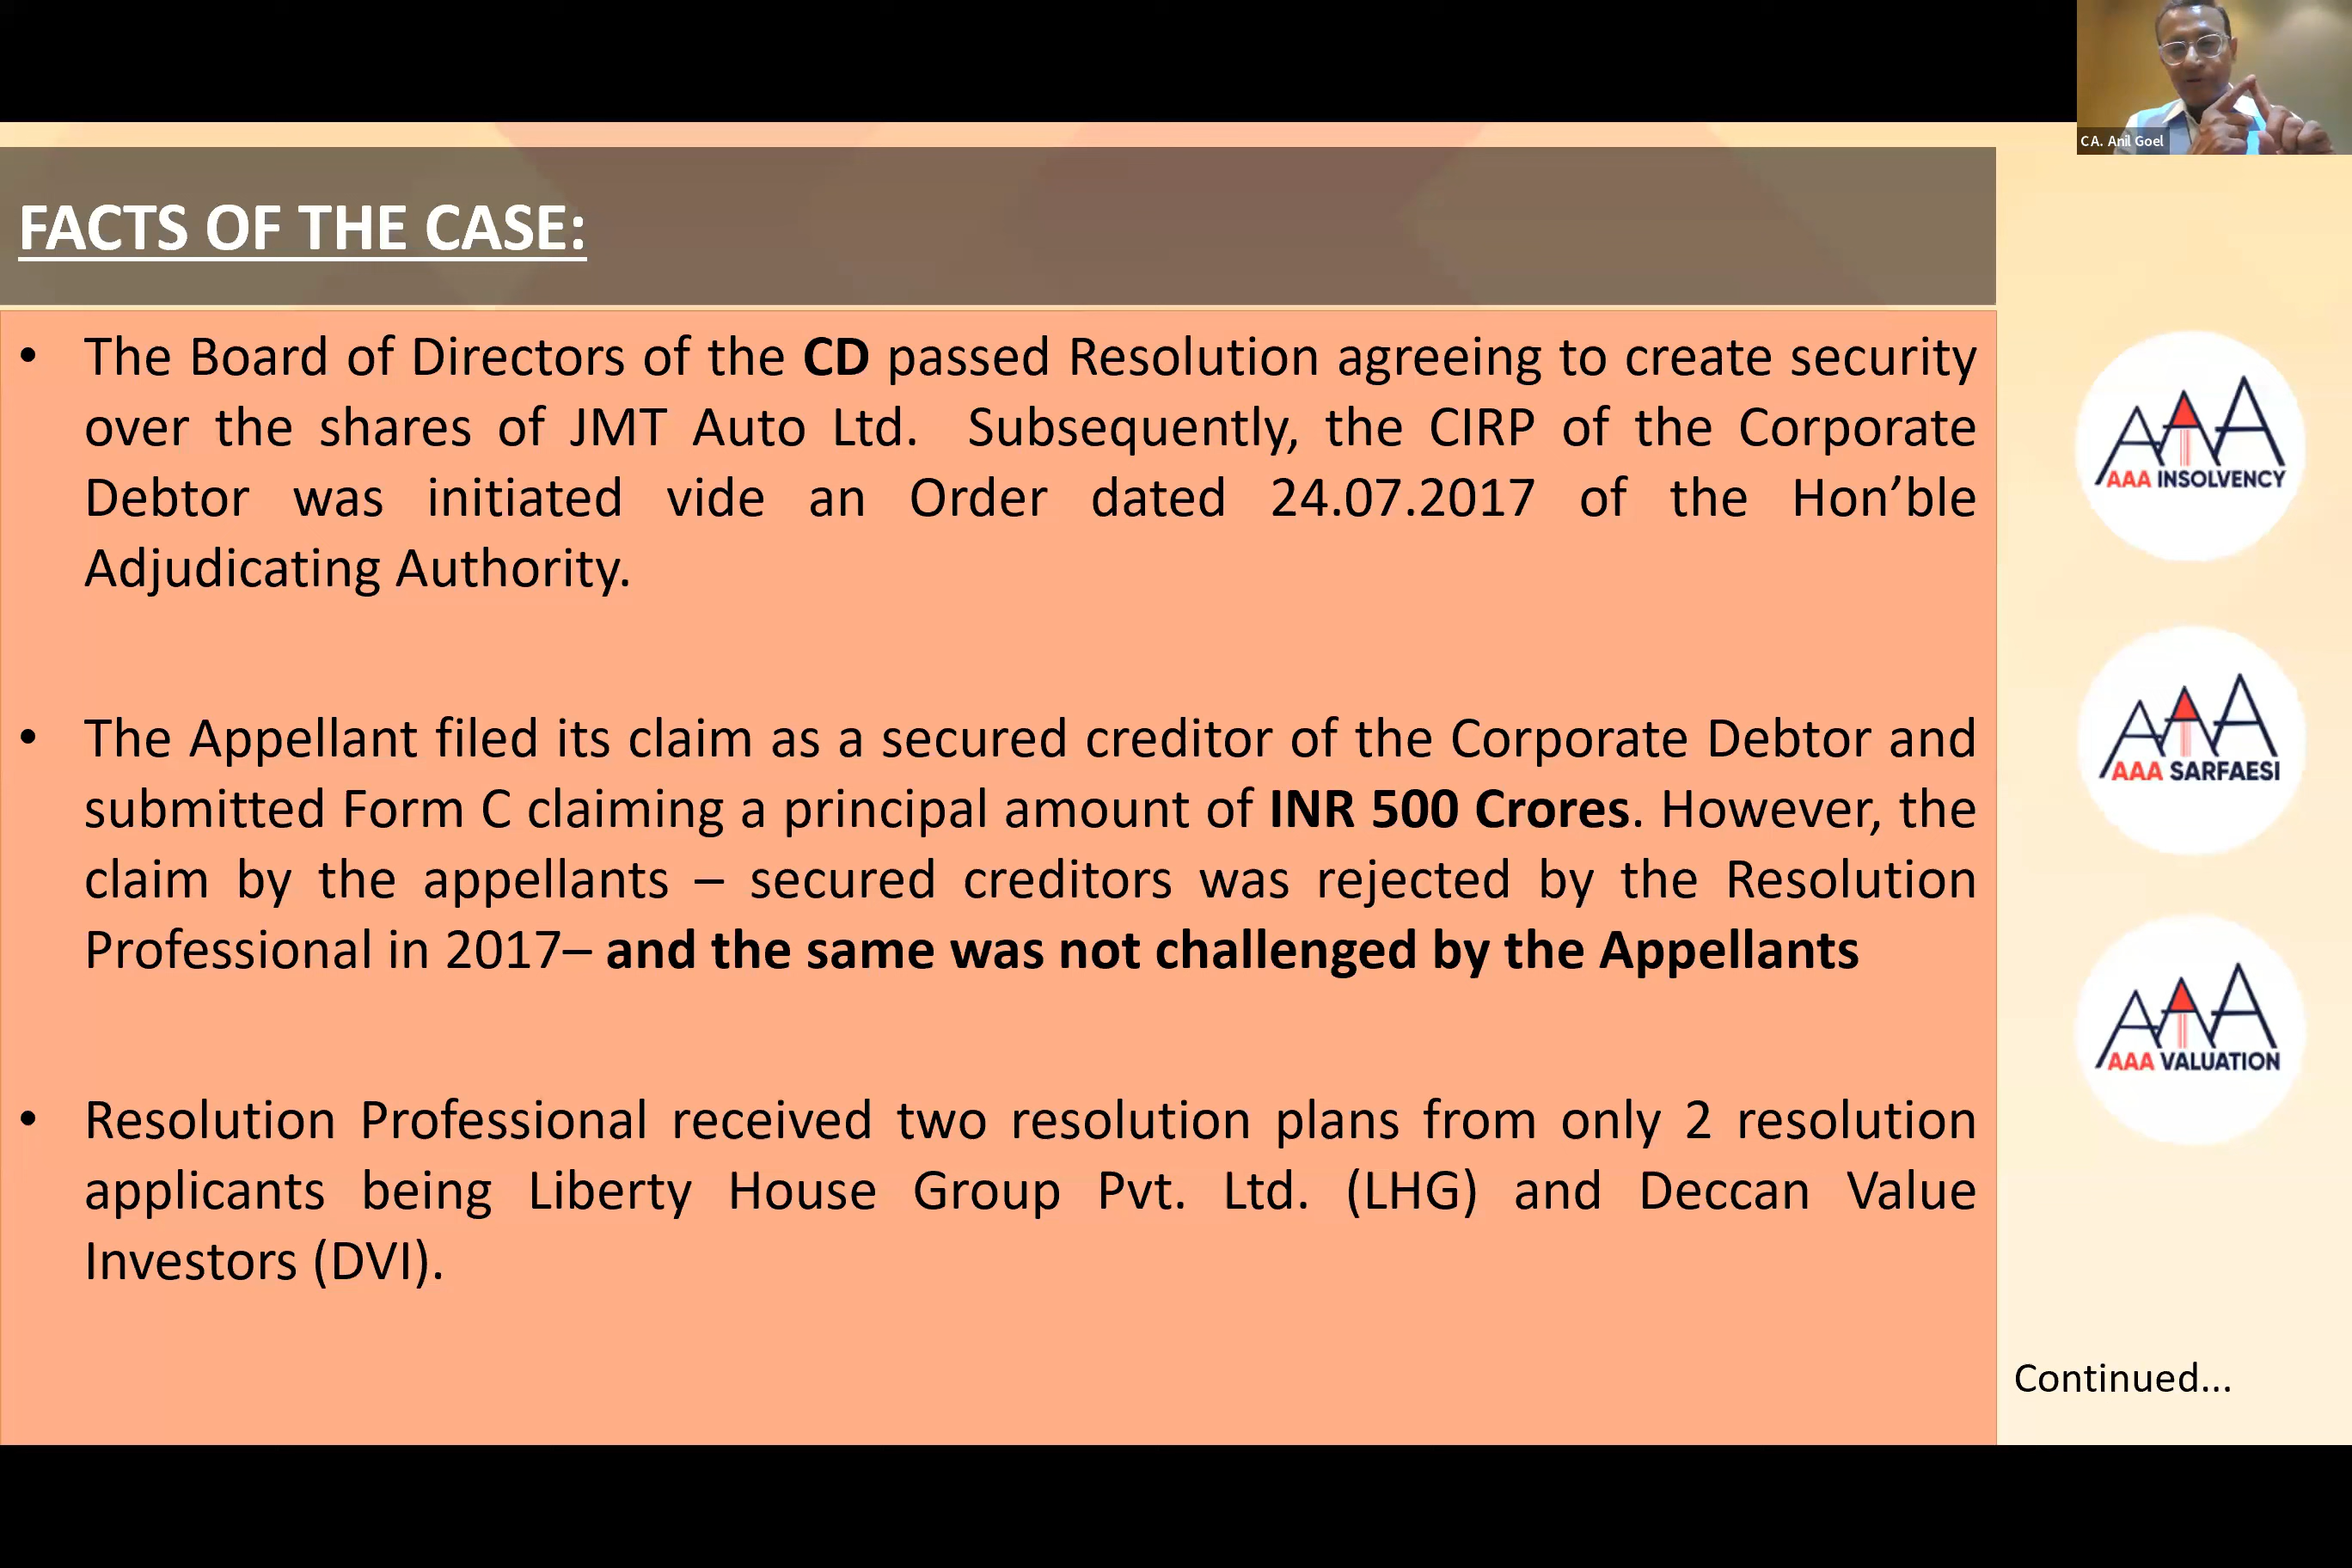 CA. Anil Goel
FACTS OF THE CASE:
• The Board of Directors of the CD passed Resolution agreeing to create security
over the shares of JMT Auto Ltd. Subsequently, the CIRP of the Corporate
Debtor was initiated vide an Order dated 24.07.2017 of the Hon’ble
Adjudicating Authority.
• The Appellant filed its claim as a secured creditor of the Corporate Debtor and
submitted Form C claiming a principal amount of INR 500 Crores. However, the
claim by the appellants – secured creditors was rejected by the Resolution
Professional in 2017– and the same was not challenged by the Appellants
• Resolution Professional received two resolution plans from only 2 resolution
applicants being Liberty House Group Pvt. Ltd. (LHG) and Deccan Value
Investors (DVI).
AAA
AAA INSOLVENCY
AAA
AAA SARFAESI
AAA
AAA VALUATION
Continued...